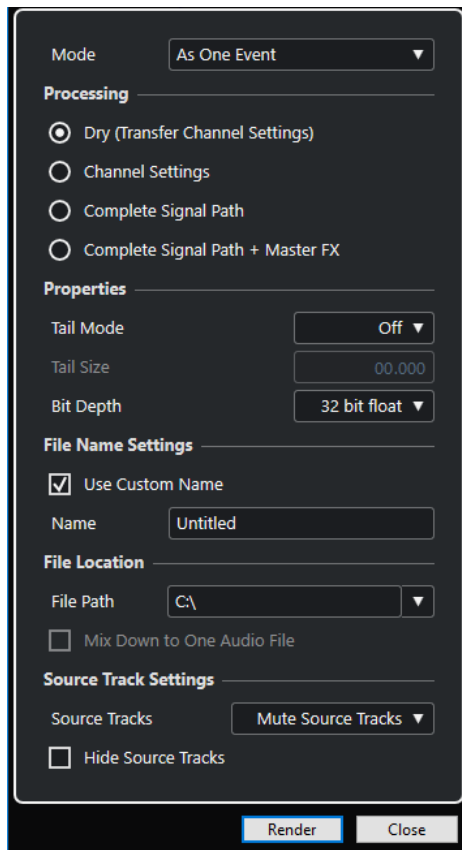 Mode As One Event
Processing
Dry (Transfer Channel Settings)
Channel Settings
Complete Signal Path
Complete Signal Path + Master FX
Properties
Tail Mode Off
Tail Size 00.000
Bit Depth 32 bit float
File Name Settings
Use Custom Name
Name Untitled
File Location
File Path C:\
Mix Down to One Audio File
Source Track Settings
Source Tracks Mute Source Tracks
Hide Source Tracks
Render Close